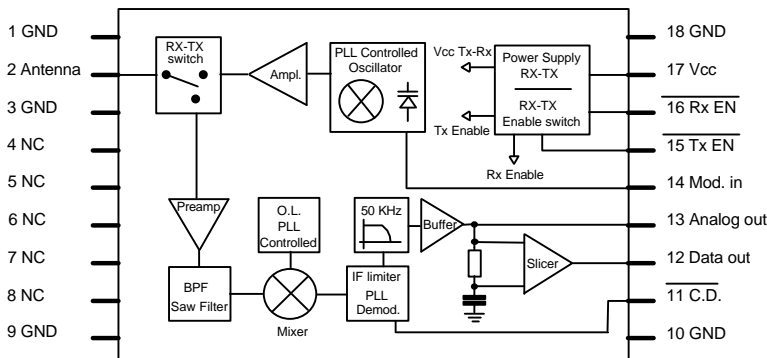 1 GND
2 Antenna
3 GND
4 NC
5 NC
6 NC
7 NC
8 NC
9 GND
RX-TX
switch
Ampl.
PLL Controlled
Oscillator
Vcc Tx-Rx
Tx Enable
Rx Enable
Power Supply
RX-TX
RX-TX
Enable switch
Preamp
BPF
Saw Filter
O.L.
PLL
Controlled
Mixer
50 KHz
IF limiter
PLL
Demod.
Buffer
Slicer
18 GND
17 Vcc
16 Rx EN
15 Tx EN
14 Mod. in
13 Analog out
12 Data out
11 C.D.
10 GND